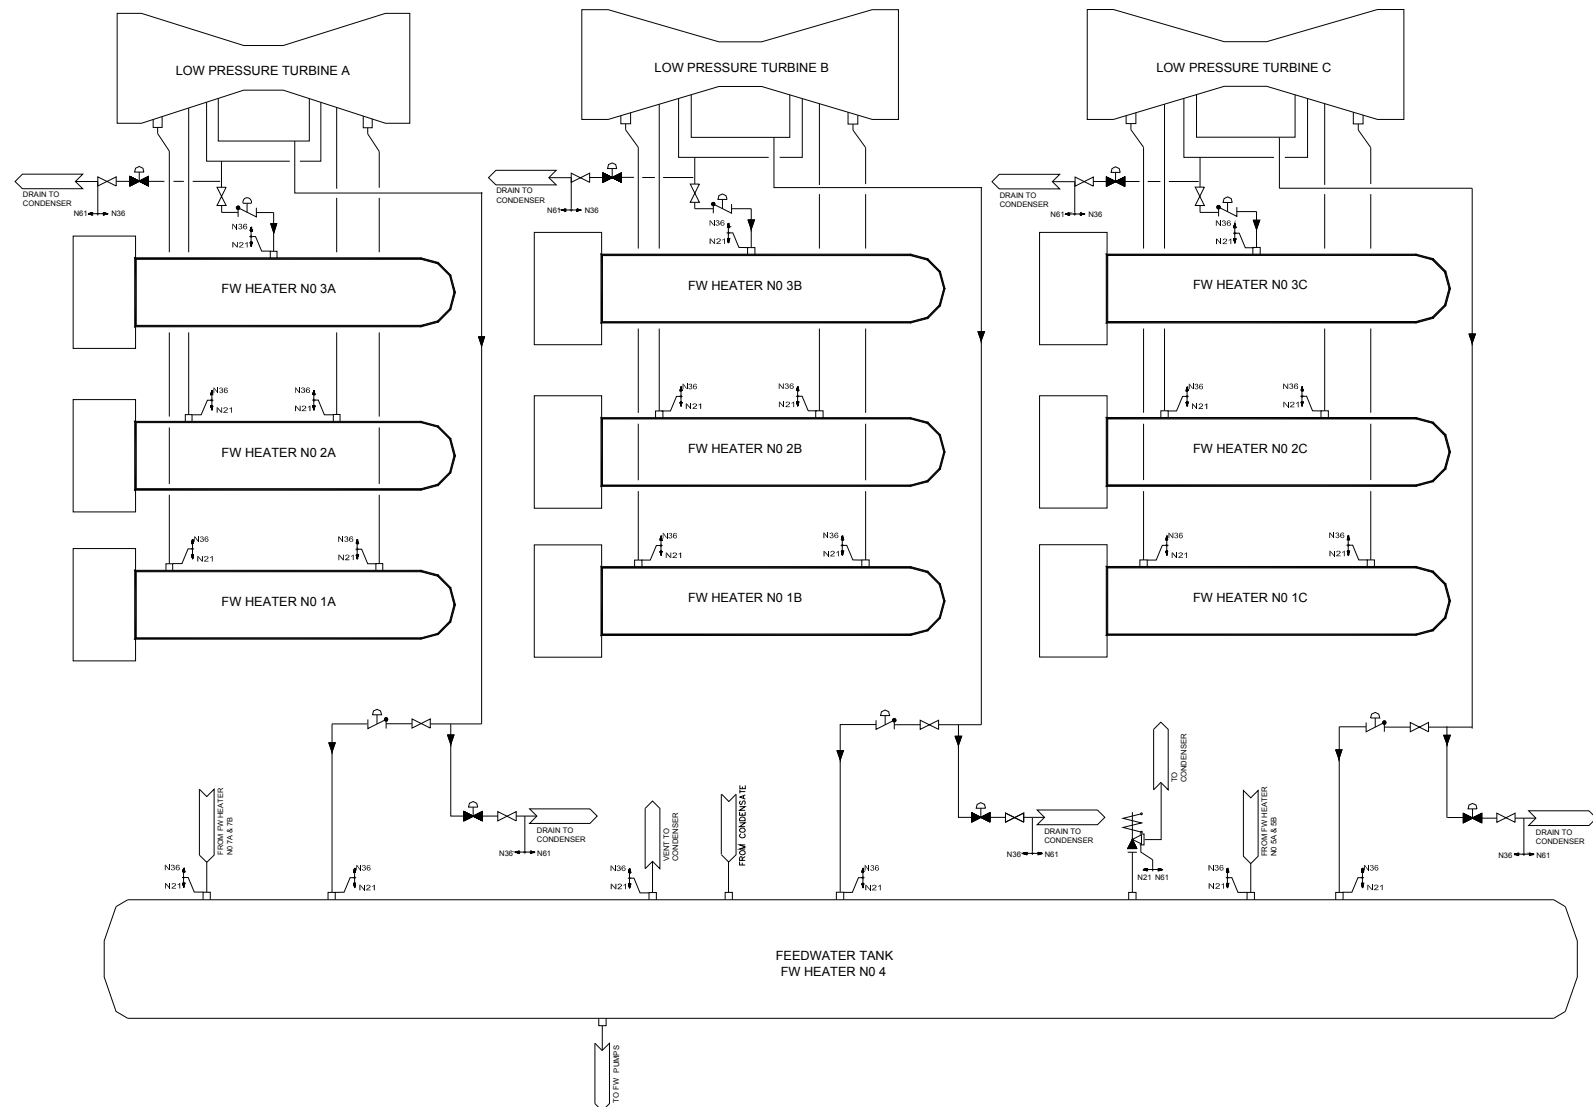 LOW PRESSURE TURBINE A
LOW PRESSURE TURBINE B
LOW PRESSURE TURBINE C
DRAIN TO
CONDENSER
N61
N36
N36
N21
DRAIN TO
CONDENSER
N61
N36
N36
N21
DRAIN TO
CONDENSER
N61
N36
N36
N21
FW HEATER N0 3A
FW HEATER N0 3B
FW HEATER N0 3C
N36
N21
N36
N21
N36
N21
N36
N21
N36
N21
N36
N21
FW HEATER N0 2A
FW HEATER N0 2B
FW HEATER N0 2C
N36
N21
N36
N21
N36
N21
N36
N21
N36
N21
N36
N21
FW HEATER N0 1A
FW HEATER N0 1B
FW HEATER N0 1C
FROM FW HEATER
N0 7A & 7B
N36
N21
N36
N21
DRAIN TO
CONDENSER
N36
N61
VENT TO
CONDENSER
N36
N21
FROM CONDENSATE
N36
N21
DRAIN TO
CONDENSER
N36
N61
TO
CONDENSER
N21
N61
FROM FW HEATER
N0 5A & 5B
N36
N21
N36
N21
DRAIN TO
CONDENSER
N36
N61
FEEDWATER TANK
FW HEATER N0 4
TO FW PUMPS